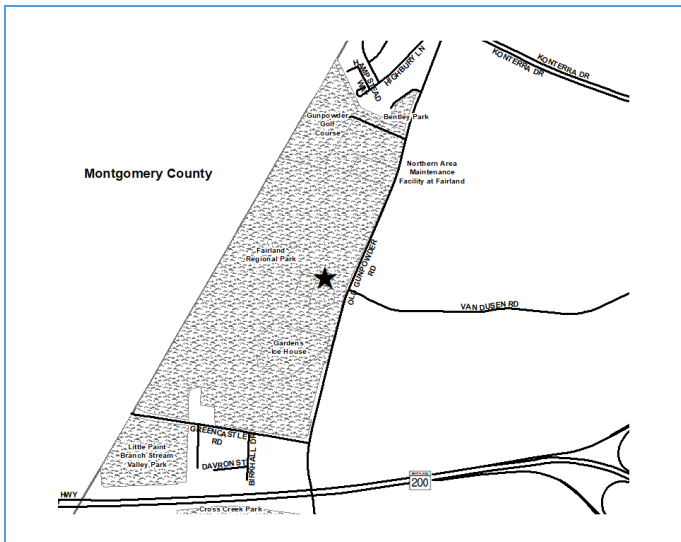 KONTERRA DR
KONTERRA DR
HIGHBURY LN
HAMPSTEAD
WAY
Gunpowder
Golf
Course
Bentley Park
Northern Area
Maintenance
Facility at Fairland
Montgomery County
Fairland
Regional Park
OLD GUNPOWDER
RD
VAN DUSEN RD
Gardens
Ice House
GREENCASTLE
RD
BIRKHALL DR
Little Paint
Branch Stream
Valley Park
DAVRON ST
MARYLAND
200
HWY
Cross Creek Park